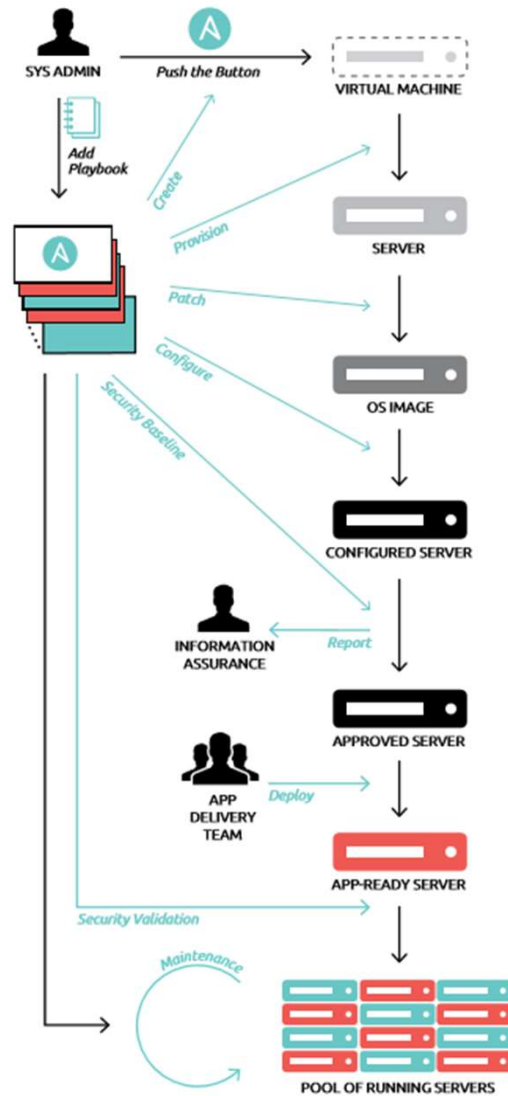 SYS ADMIN
Push the Button
VIRTUAL MACHINE
Add
Playbook
Create
Provision
SERVER
Patch
Configure
OS IMAGE
Security Baseline
CONFIGURED SERVER
INFORMATION
ASSURANCE
Report
APPROVED SERVER
APP
DELIVERY
TEAM
Deploy
APP-READY SERVER
Security Validation
Maintenance
POOL OF RUNNING SERVERS